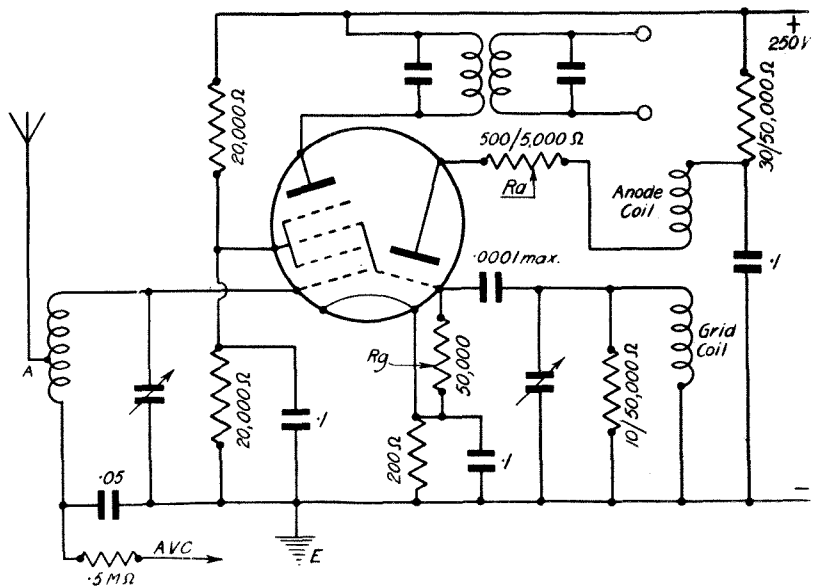 +
250V
20,000Ω
500/5,000Ω
Ra
30/50,000Ω
Anode
Coil
.0001 max.
.1
Grid
Coil
A
Rg
50,000
20,000Ω
.1
200Ω
.1
10/50,000Ω
.05
–
AVC
E
.5MΩ